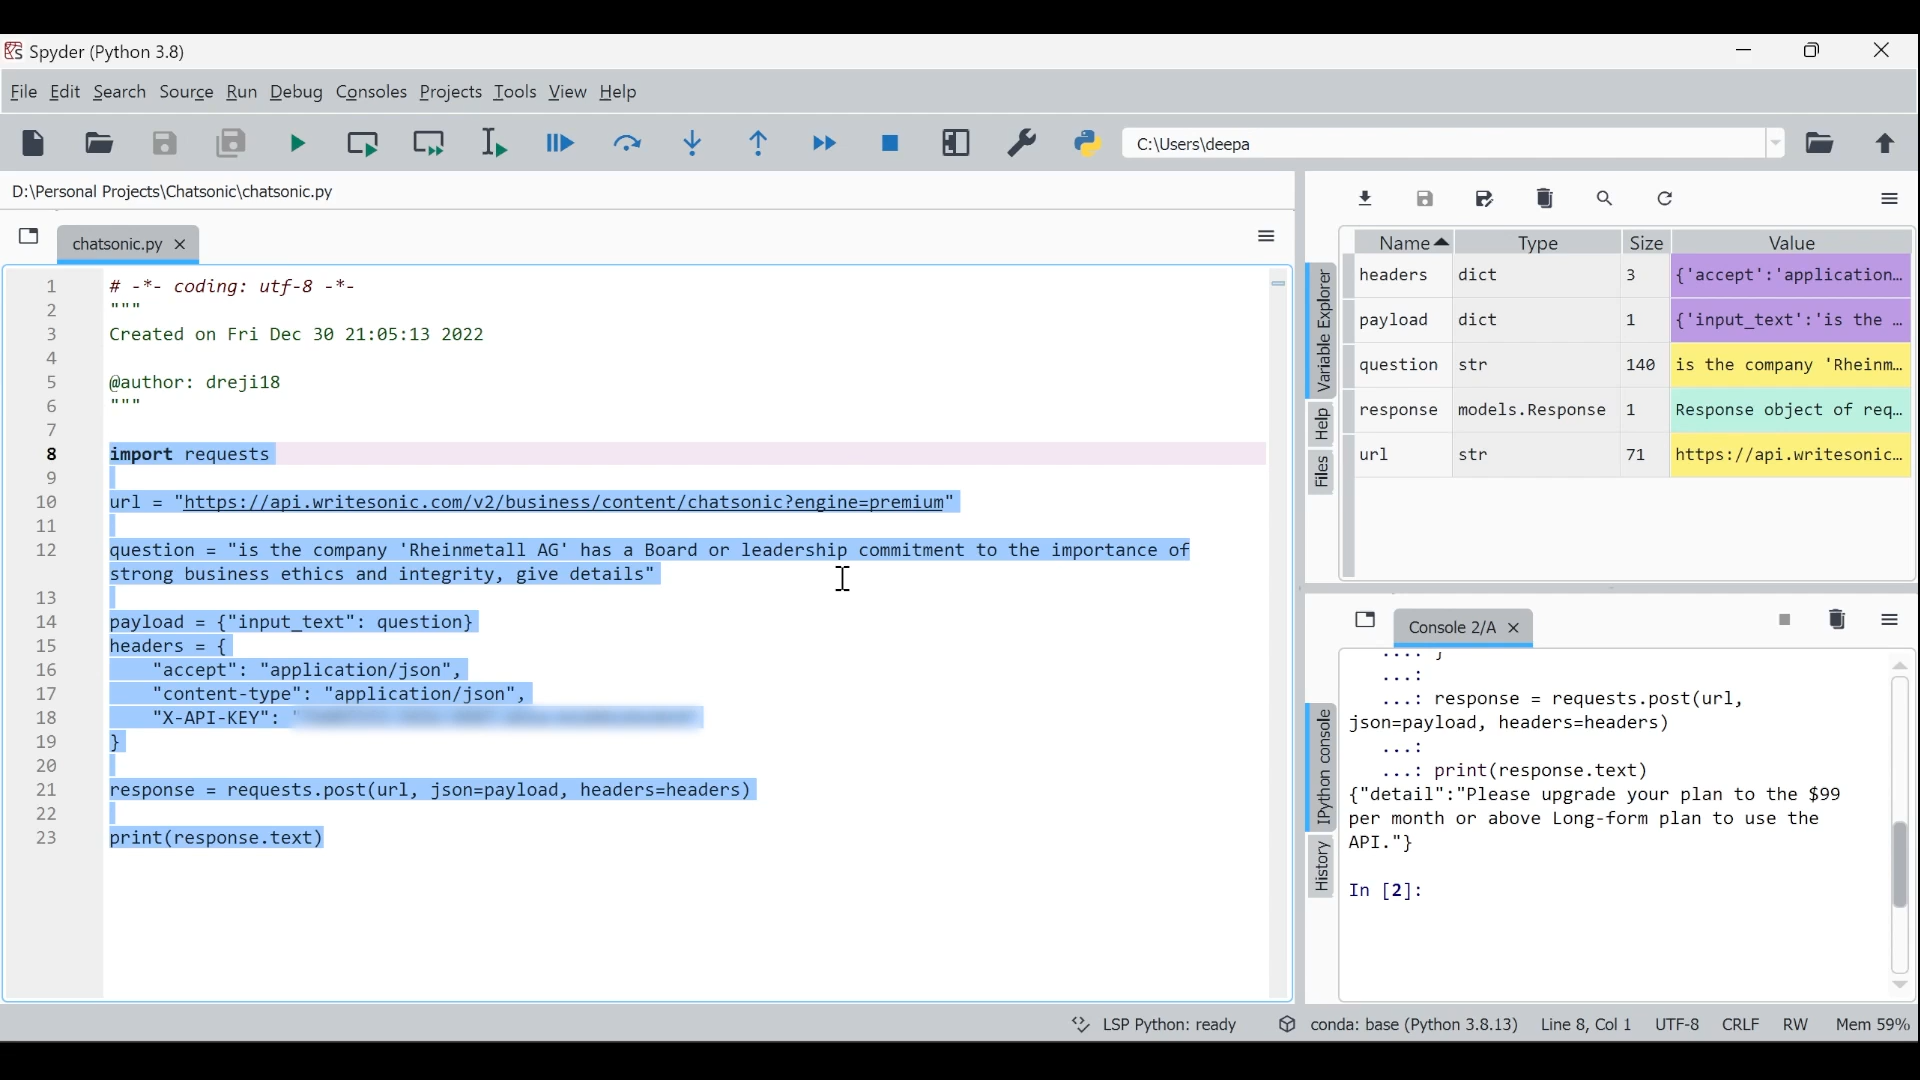 Spyder (Python 3.8)
File Edit Search Source Run Debug Consoles Projects Tools View Help
C:\Users\deepa
D:\Personal Projects\Chatsonic\chatsonic.py
chatsonic.py
1 # -*- coding: utf-8 -*-
2 """
3 Created on Fri Dec 30 21:05:13 2022
4
5 @author: dreji18
6 """
7
8 import requests
9
10 url = "https://api.writesonic.com/v2/business/content/chatsonic?engine=premium"
11
12 question = "is the company 'Rheinmetall AG' has a Board or leadership commitment to the importance of
strong business ethics and integrity, give details"
13
14 payload = {"input_text": question}
15 headers = {
16 "accept": "application/json",
17 "content-type": "application/json",
18 "X-API-KEY":
19 }
20
21 response = requests.post(url, json=payload, headers=headers)
22
23 print(response.text)
Variable Explorer
Help
Files
Name Type Size Value
headers dict 3 {'accept':'application…
payload dict 1 {'input_text':'is the …
question str 140 is the company 'Rheinm…
response models.Response 1 Response object of req…
url str 71 https://api.writesonic…
Console 2/A
IPython console
History
...: }
...:
...: response = requests.post(url,
json=payload, headers=headers)
...:
...: print(response.text)
{"detail":"Please upgrade your plan to the $99
per month or above Long-form plan to use the
API."}
In [2]:
LSP Python: ready conda: base (Python 3.8.13) Line 8, Col 1 UTF-8 CRLF RW Mem 59%